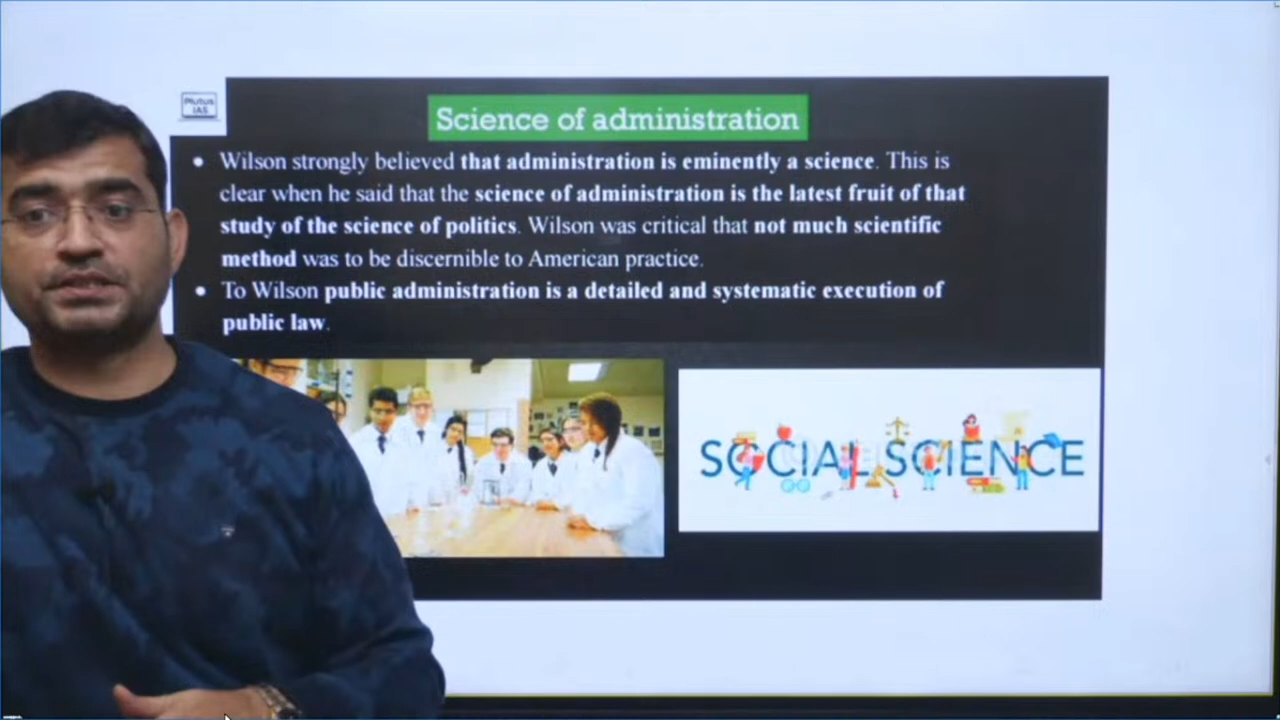 Plutus
IAS
Science of administration
• Wilson strongly believed that administration is eminently a science. This is
clear when he said that the science of administration is the latest fruit of that
study of the science of politics. Wilson was critical that not much scientific
method was to be discernible to American practice.
• To Wilson public administration is a detailed and systematic execution of
public law.
SOCIAL SCIENCE